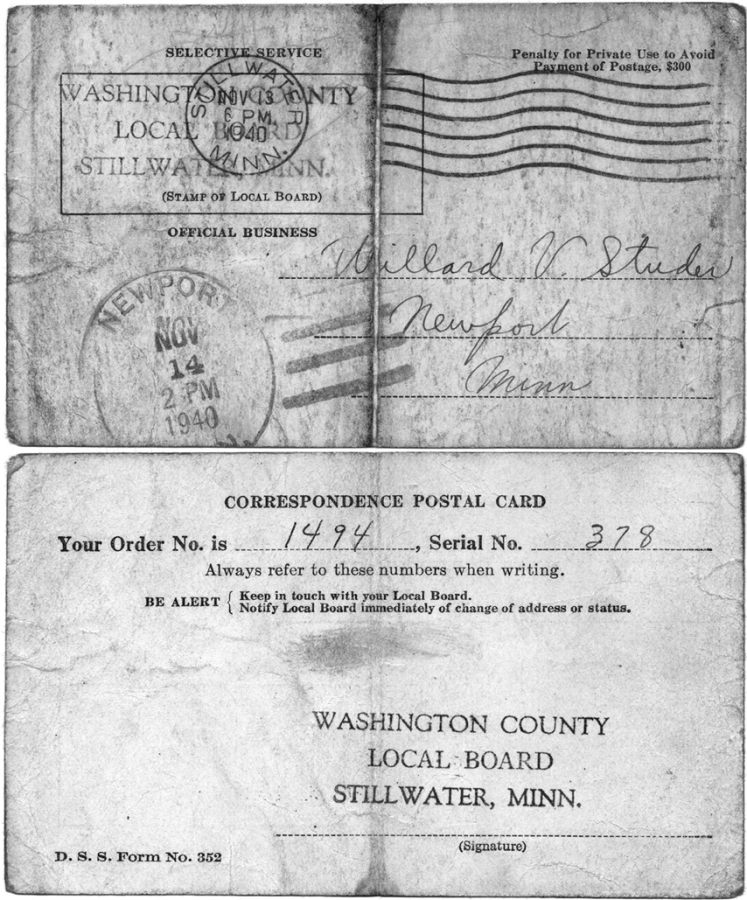 SELECTIVE SERVICE
Penalty for Private Use to Avoid
Payment of Postage, $300
WASHINGTON COUNTY
LOCAL BOARD
STILLWATER, MINN.
STILLWATER
NOV 13
6 PM
1940
MINN.
(STAMP OF LOCAL BOARD)
OFFICIAL BUSINESS
Willard V. Studer
Newport
Minn
NEWPORT
NOV
14
2 PM
1940
CORRESPONDENCE POSTAL CARD
Your Order No. is 1494, Serial No. 378
Always refer to these numbers when writing.
BE ALERT { Keep in touch with your Local Board.
Notify Local Board immediately of change of address or status.
WASHINGTON COUNTY
LOCAL BOARD
STILLWATER, MINN.
(Signature)
D. S. S. Form No. 352